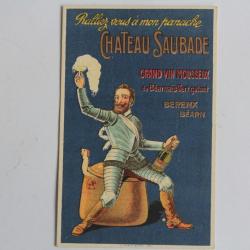 Ralliez vous à mon panache
CHATEAU SAUBADE
GRAND VIN MOUSSEUX
BERENX
BÉARN